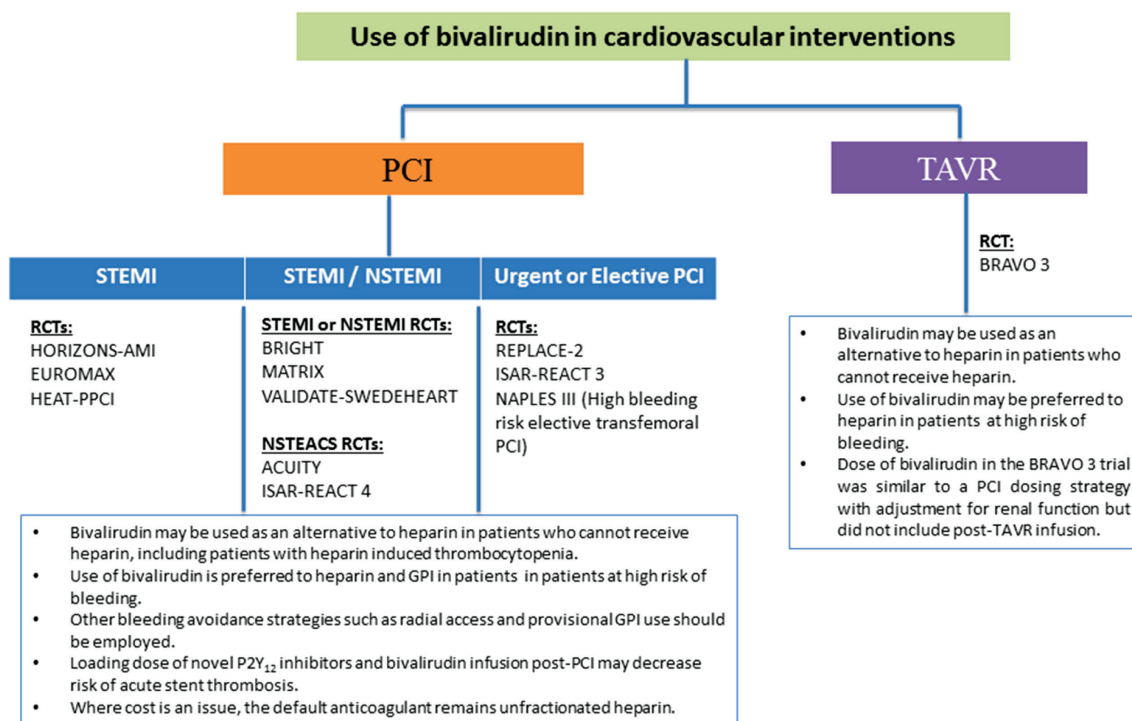 Use of bivalirudin in cardiovascular interventions
PCI
TAVR
STEMI
STEMI / NSTEMI
Urgent or Elective PCI
RCTs:
HORIZONS-AMI
EUROMAX
HEAT-PPCI
STEMI or NSTEMI RCTs:
BRIGHT
MATRIX
VALIDATE-SWEDEHEART
NSTEACS RCTs:
ACUITY
ISAR-REACT 4
RCTs:
REPLACE-2
ISAR-REACT 3
NAPLES III (High bleeding
risk elective transfemoral
PCI)
• Bivalirudin may be used as an alternative to heparin in patients who cannot receive
heparin, including patients with heparin induced thrombocytopenia.
• Use of bivalirudin is preferred to heparin and GPI in patients in patients at high risk of
bleeding.
• Other bleeding avoidance strategies such as radial access and provisional GPI use should
be employed.
• Loading dose of novel P2Y₁₂ inhibitors and bivalirudin infusion post-PCI may decrease
risk of acute stent thrombosis.
• Where cost is an issue, the default anticoagulant remains unfractionated heparin.
RCT:
BRAVO 3
• Bivalirudin may be used as an
alternative to heparin in patients who
cannot receive heparin.
• Use of bivalirudin may be preferred to
heparin in patients at high risk of
bleeding.
• Dose of bivalirudin in the BRAVO 3 trial
was similar to a PCI dosing strategy
with adjustment for renal function but
did not include post-TAVR infusion.